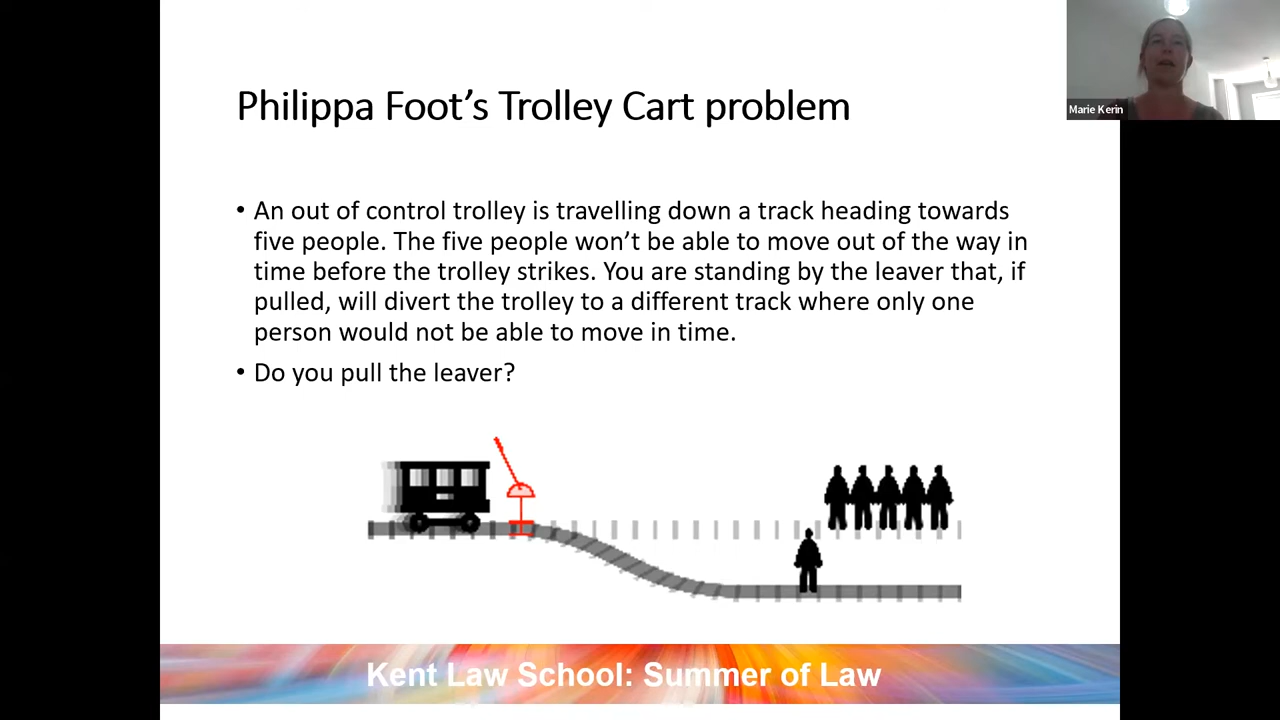 Philippa Foot’s Trolley Cart problem
Marie Kerin
• An out of control trolley is travelling down a track heading towards
five people. The five people won’t be able to move out of the way in
time before the trolley strikes. You are standing by the leaver that, if
pulled, will divert the trolley to a different track where only one
person would not be able to move in time.
• Do you pull the leaver?
Kent Law School: Summer of Law